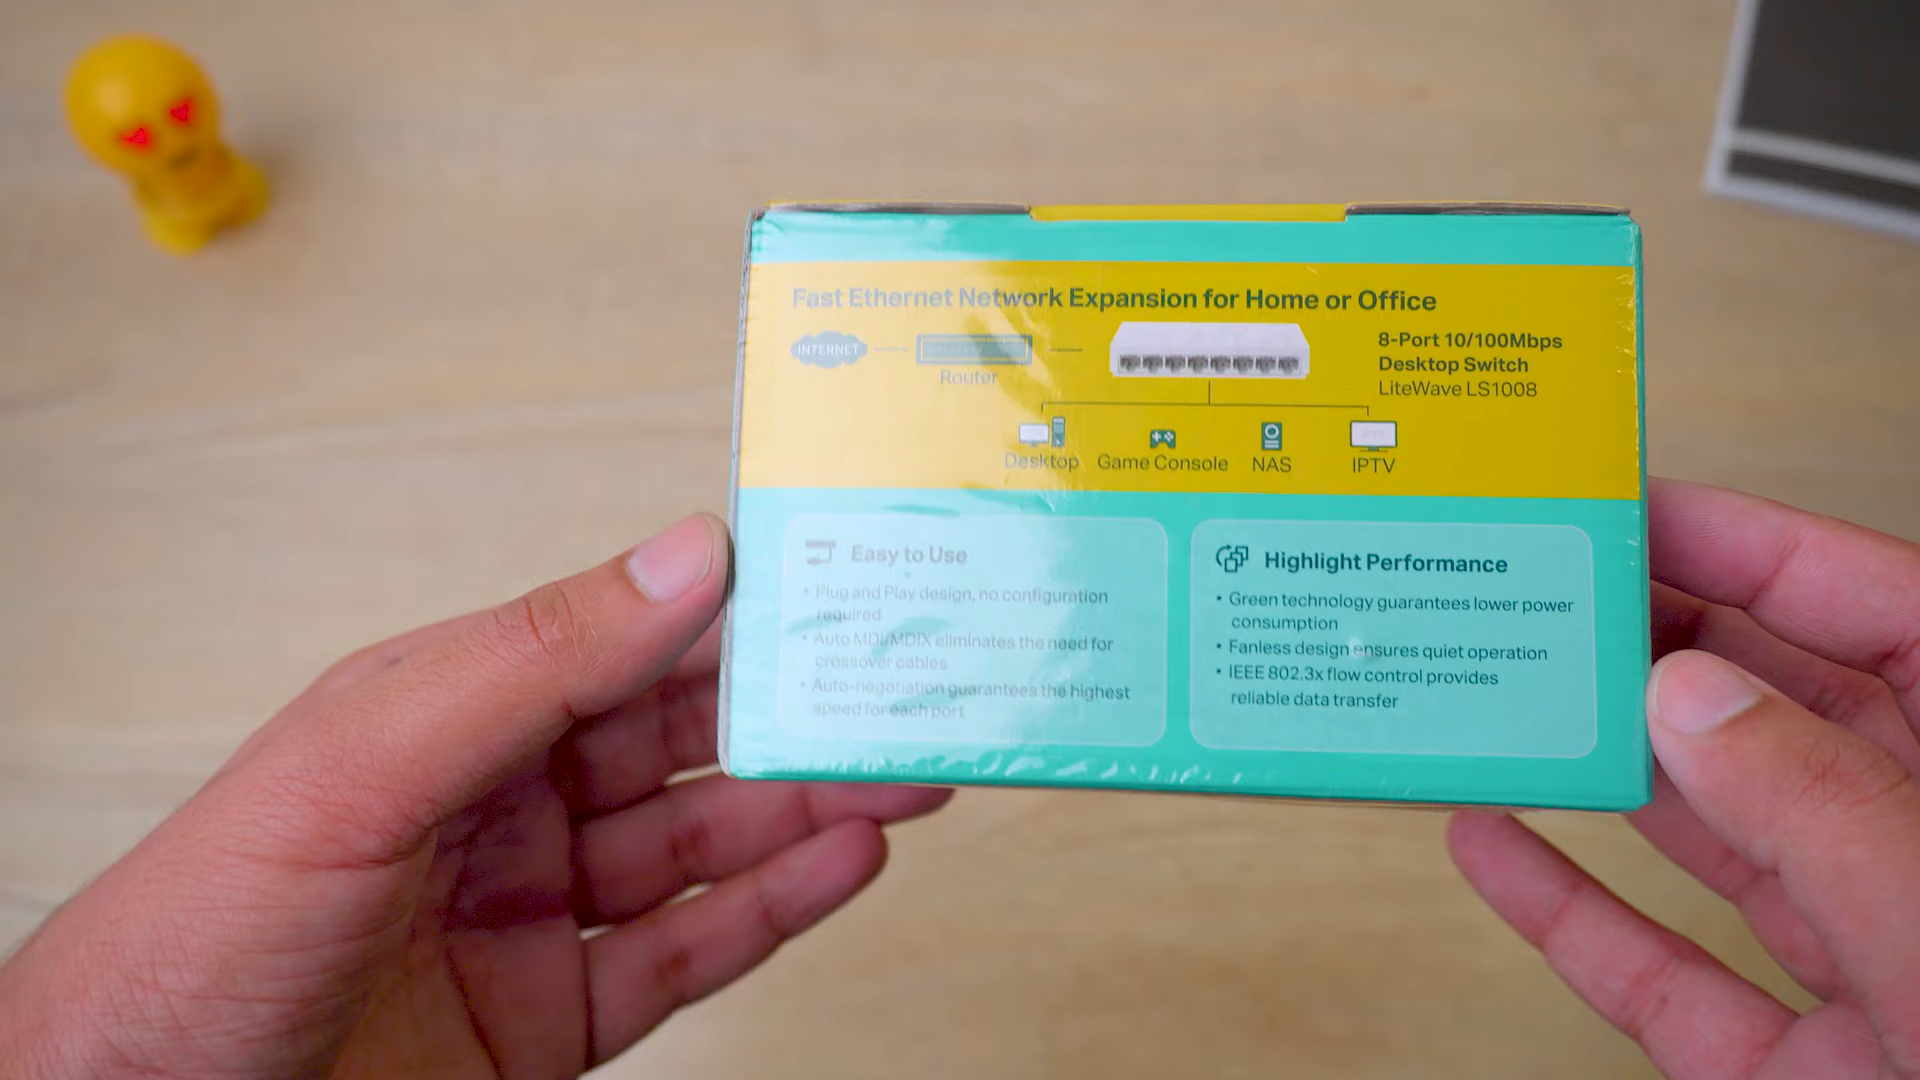 Fast Ethernet Network Expansion for Home or Office
INTERNET
Router
8-Port 10/100Mbps
Desktop Switch
LiteWave LS1008
Desktop
Game Console
NAS
IPTV
Easy to Use
• Plug and Play design, no configuration
required
• Auto MDI/MDIX eliminates the need for
crossover cables
• Auto-negotiation guarantees the highest
speed for each port
Highlight Performance
• Green technology guarantees lower power
consumption
• Fanless design ensures quiet operation
• IEEE 802.3x flow control provides
reliable data transfer